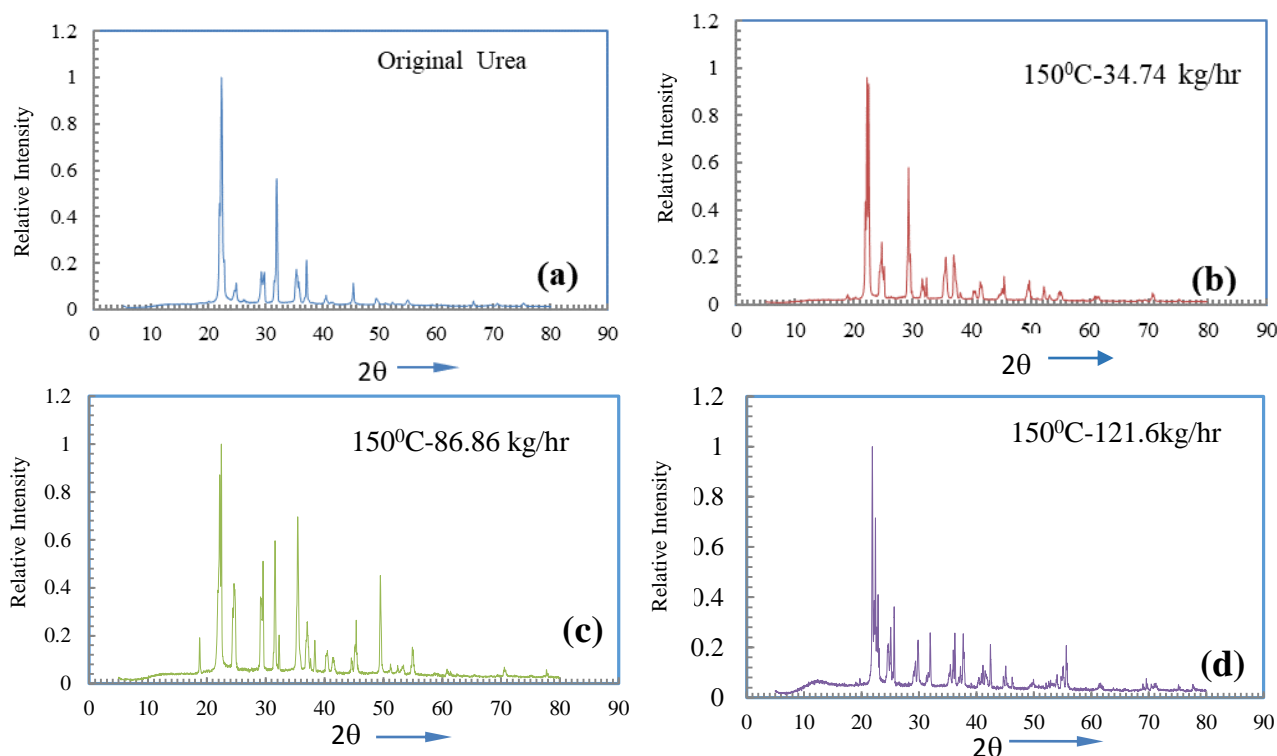 1.2
1
0.8
0.6
0.4
0.2
0
Relative Intensity
Original Urea
(a)
0 10 20 30 40 50 60 70 80 90
2θ
1.2
1
0.8
0.6
0.4
0.2
0
Relative Intensity
150⁰C-34.74 kg/hr
(b)
0 10 20 30 40 50 60 70 80 90
2θ
1.2
1
0.8
0.6
0.4
0.2
0
Relative Intensity
150⁰C-86.86 kg/hr
(c)
0 10 20 30 40 50 60 70 80 90
2θ
1.2
1
0.8
0.6
0.4
0.2
0
Relative Intensity
150⁰C-121.6kg/hr
(d)
0 10 20 30 40 50 60 70 80 90
2θ